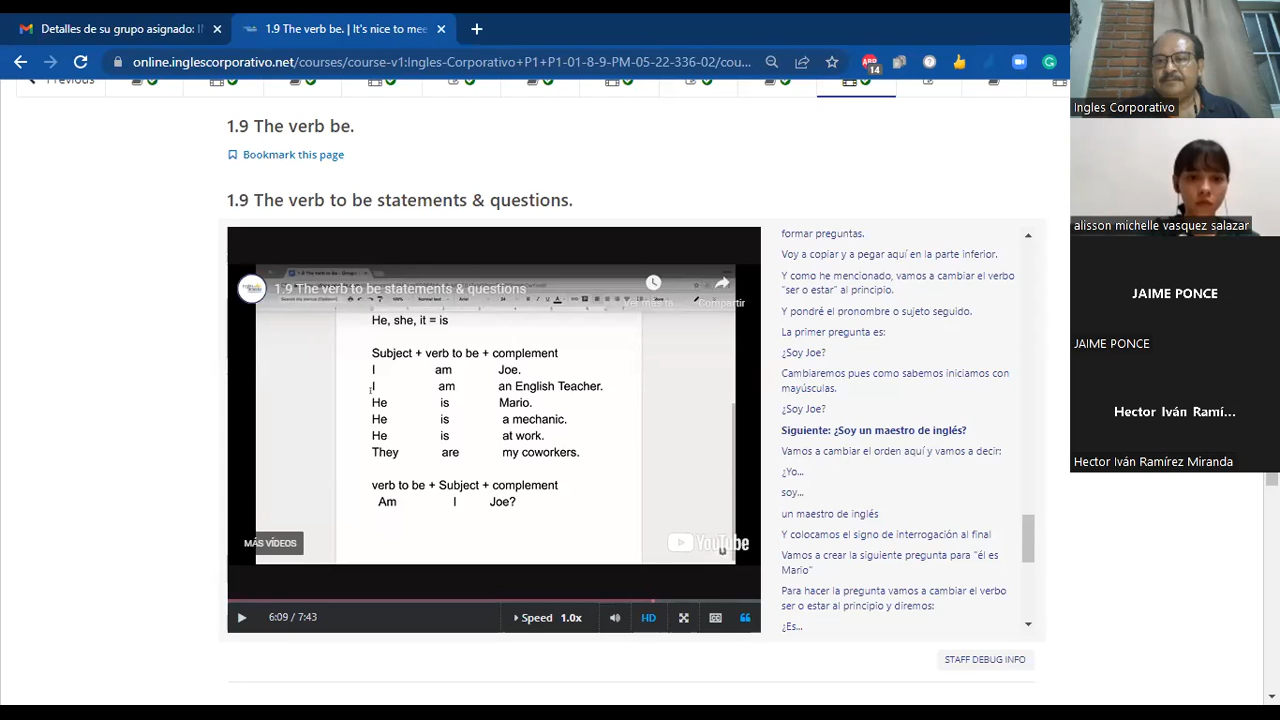 Detalles de su grupo asignado: I
1.9 The verb be. | It's nice to mee
online.inglescorporativo.net/courses/course-v1:Ingles-Corporativo+P1+P1-01-8-9-PM-05-22-336-02/cou...
14
Previous
1.9 The verb be.
Bookmark this page
1.9 The verb to be statements & questions.
1.9 The verb to be statements & questions
Ver más ta
Compartir
He, she, it = is
Subject + verb to be + complement
I am Joe.
I am an English Teacher.
He is Mario.
He is a mechanic.
He is at work.
They are my coworkers.
verb to be + Subject + complement
Am I Joe?
MÁS VÍDEOS
YouTube
6:09 / 7:43
Speed 1.0x
HD
formar preguntas.
Voy a copiar y a pegar aquí en la parte inferior.
Y como he mencionado, vamos a cambiar el verbo
"ser o estar" al principio.
Y pondré el pronombre o sujeto seguido.
La primer pregunta es:
¿Soy Joe?
Cambiaremos pues como sabemos iniciamos con
mayúsculas.
¿Soy Joe?
Siguiente: ¿Soy un maestro de inglés?
Vamos a cambiar el orden aquí y vamos a decir:
¿Yo...
soy...
un maestro de inglés
Y colocamos el signo de interrogación al final
Vamos a crear la siguiente pregunta para "él es
Mario"
Para hacer la pregunta vamos a cambiar el verbo
ser o estar al principio y diremos:
¿Es...
STAFF DEBUG INFO
Ingles Corporativo
alisson michelle vasquez salazar
JAIME PONCE
JAIME PONCE
Hector Iván Ramí...
Hector Iván Ramírez Miranda